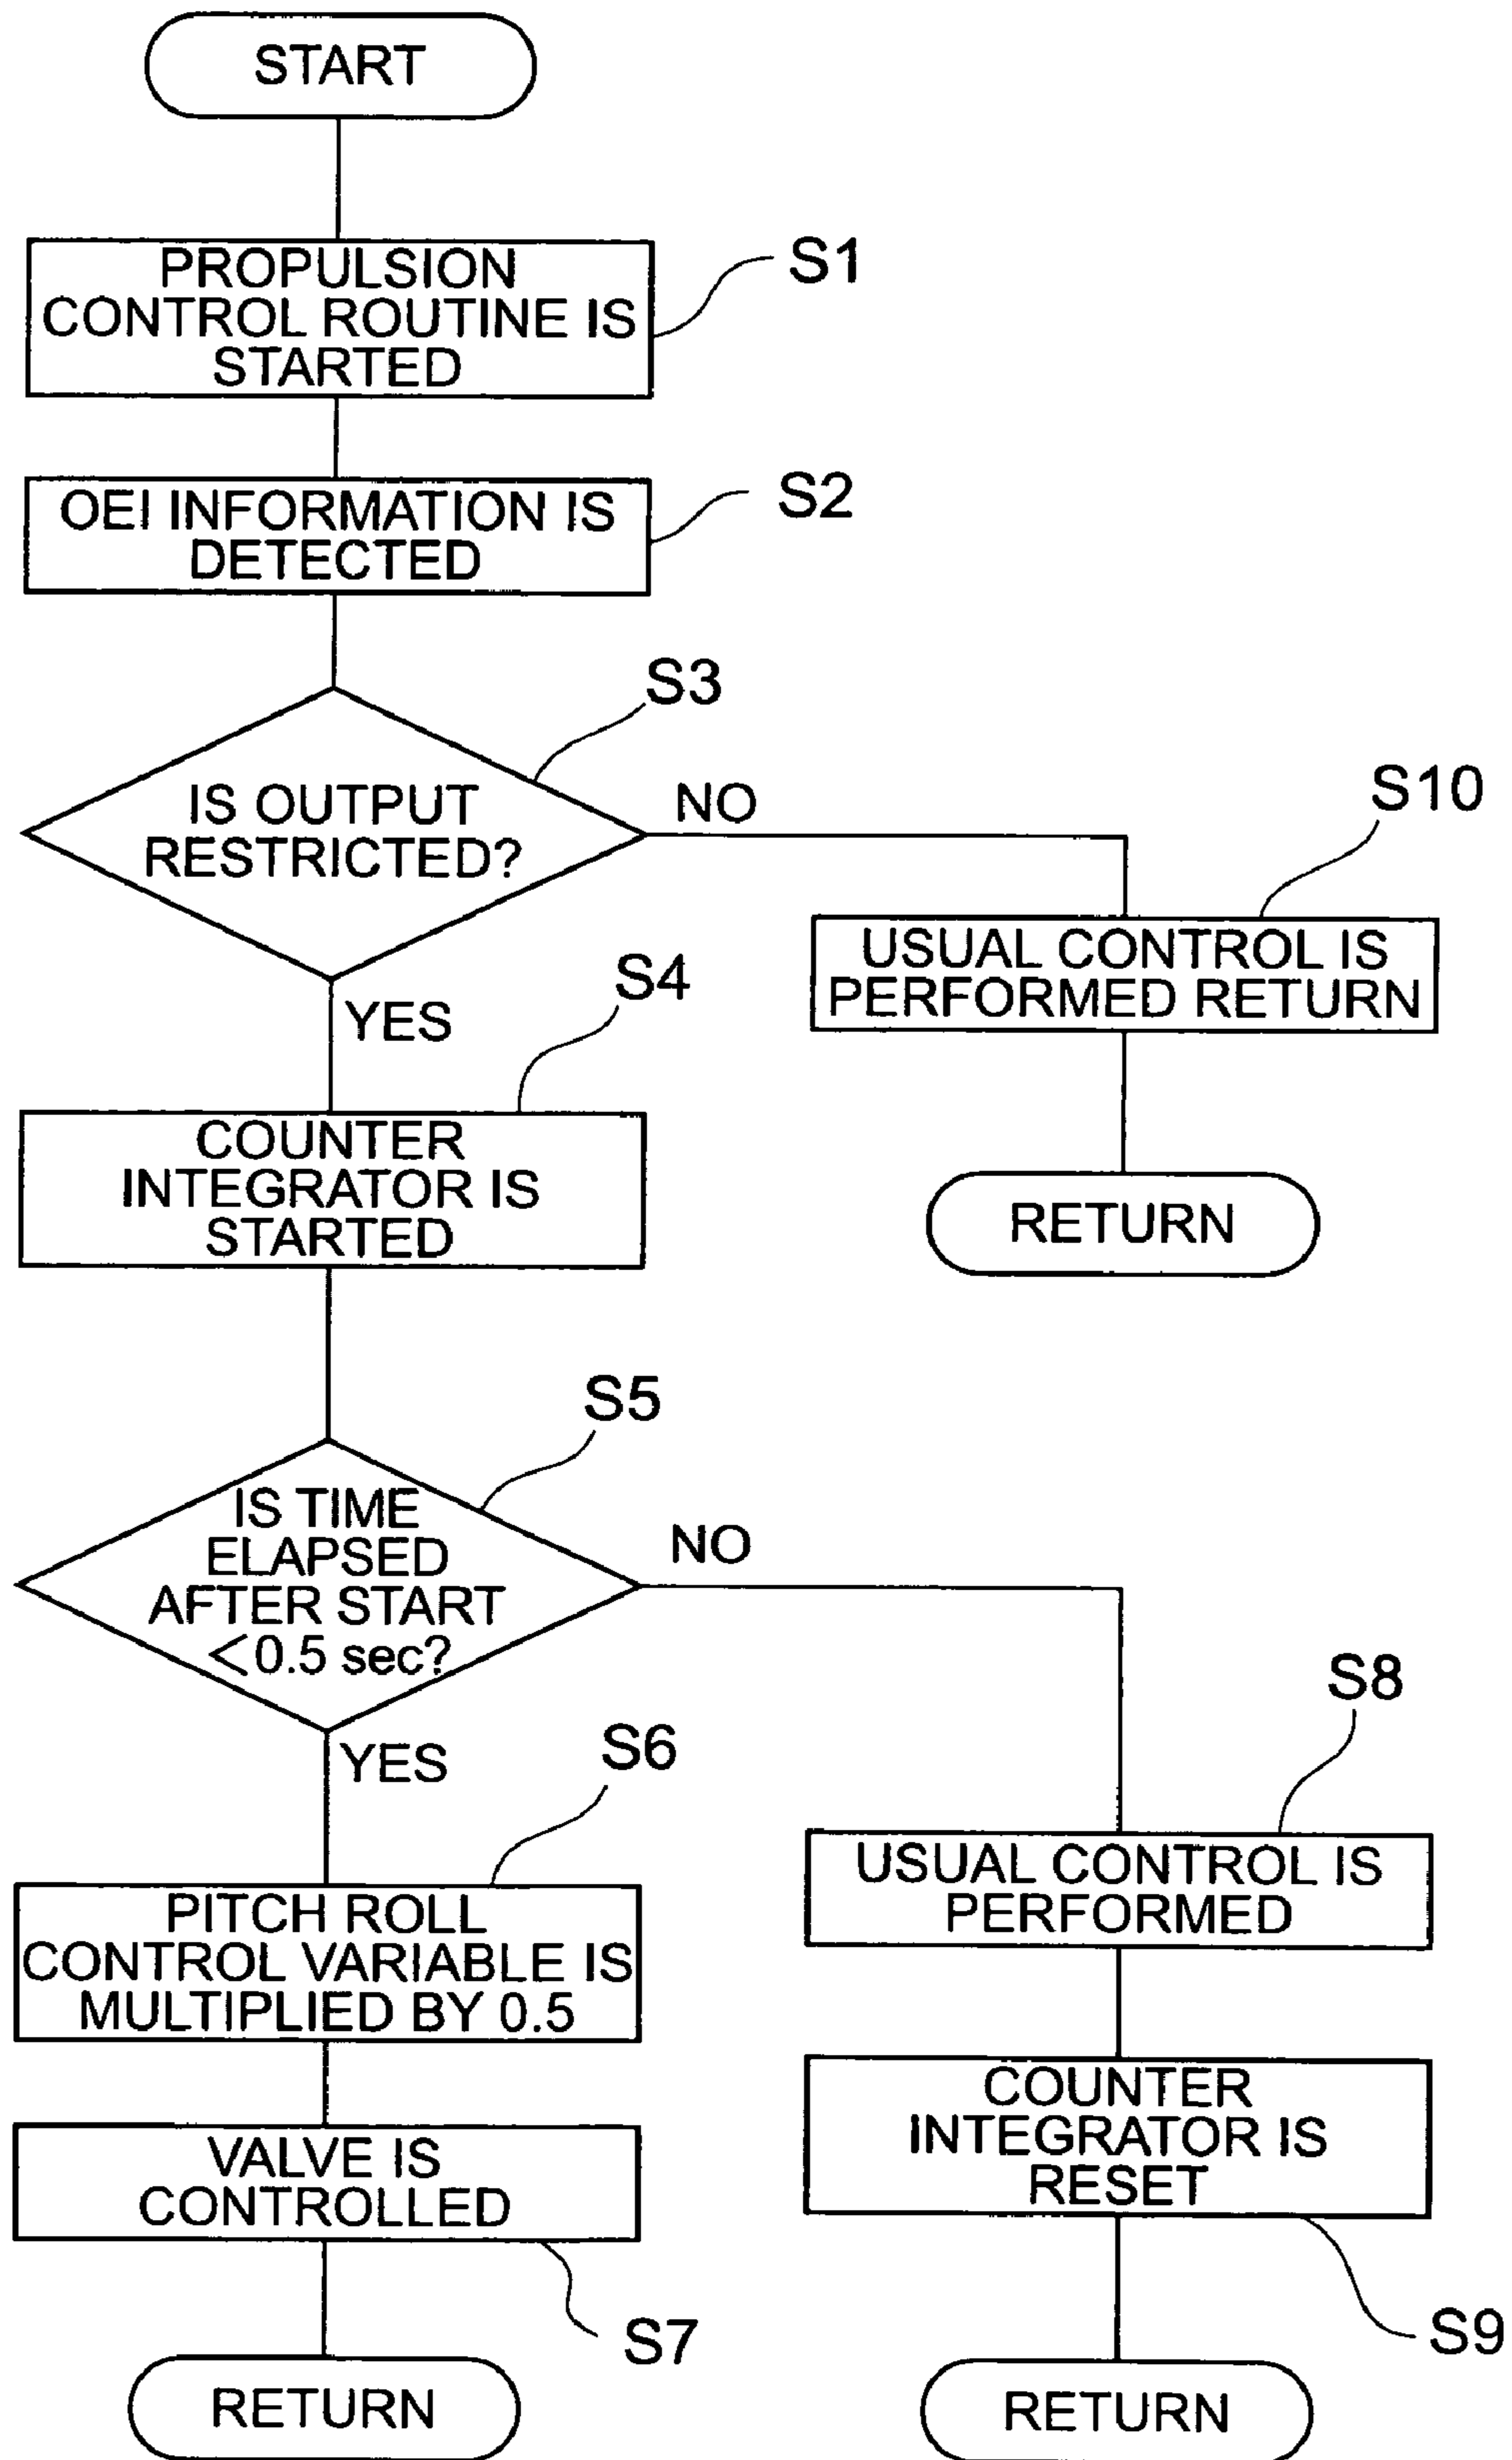 START
PROPULSION
CONTROL ROUTINE IS
STARTED
S1
OEI INFORMATION IS
DETECTED
S2
S3
IS OUTPUT
RESTRICTED?
NO
YES
S10
USUAL CONTROL IS
PERFORMED RETURN
RETURN
S4
COUNTER
INTEGRATOR IS
STARTED
S5
IS TIME
ELAPSED
AFTER START
<0.5 sec?
NO
YES
S6
PITCH ROLL
CONTROL VARIABLE IS
MULTIPLIED BY 0.5
VALVE IS
CONTROLLED
S7
RETURN
S8
USUAL CONTROL IS
PERFORMED
COUNTER
INTEGRATOR IS
RESET
S9
RETURN